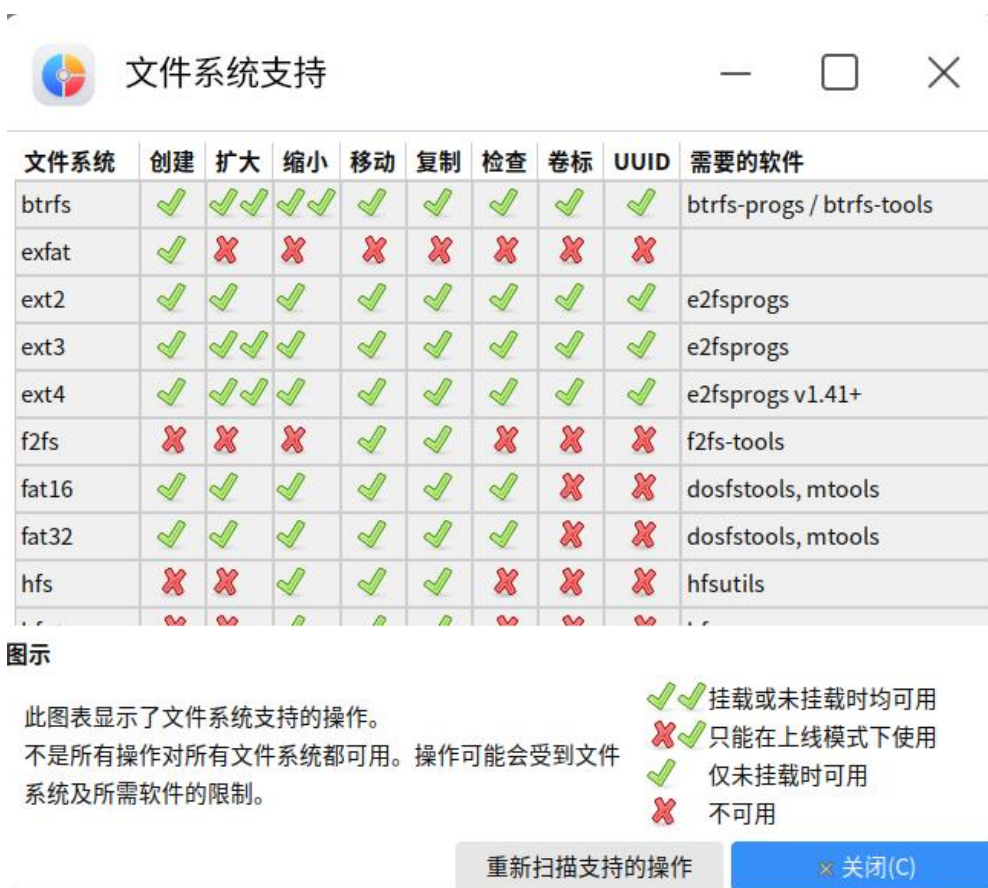 文件系统支持
文件系统 创建 扩大 缩小 移动 复制 检查 卷标 UUID 需要的软件
btrfs btrfs-progs / btrfs-tools
exfat
ext2 e2fsprogs
ext3 e2fsprogs
ext4 e2fsprogs v1.41+
f2fs f2fs-tools
fat16 dosfstools, mtools
fat32 dosfstools, mtools
hfs hfsutils
图示
此图表显示了文件系统支持的操作。
不是所有操作对所有文件系统都可用。操作可能会受到文件
系统及所需软件的限制。
挂载或未挂载时均可用
只能在上线模式下使用
仅未挂载时可用
不可用
重新扫描支持的操作 关闭(C)